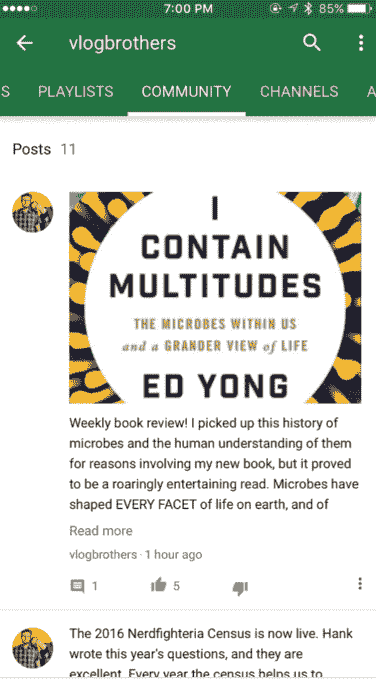 7:00 PM
85%
vlogbrothers
S
PLAYLISTS
COMMUNITY
CHANNELS
A
Posts 11
I
CONTAIN
MULTITUDES
THE MICROBES WITHIN US
and a GRANDER VIEW of LIFE
ED YONG
Weekly book review! I picked up this history of
microbes and the human understanding of them
for reasons involving my new book, but it proved
to be a roaringly entertaining read. Microbes have
shaped EVERY FACET of life on earth, and of
Read more
vlogbrothers · 1 hour ago
1
5
The 2016 Nerdfighteria Census is now live. Hank
wrote this year's questions, and they are
excellent. Every year the census helps us to